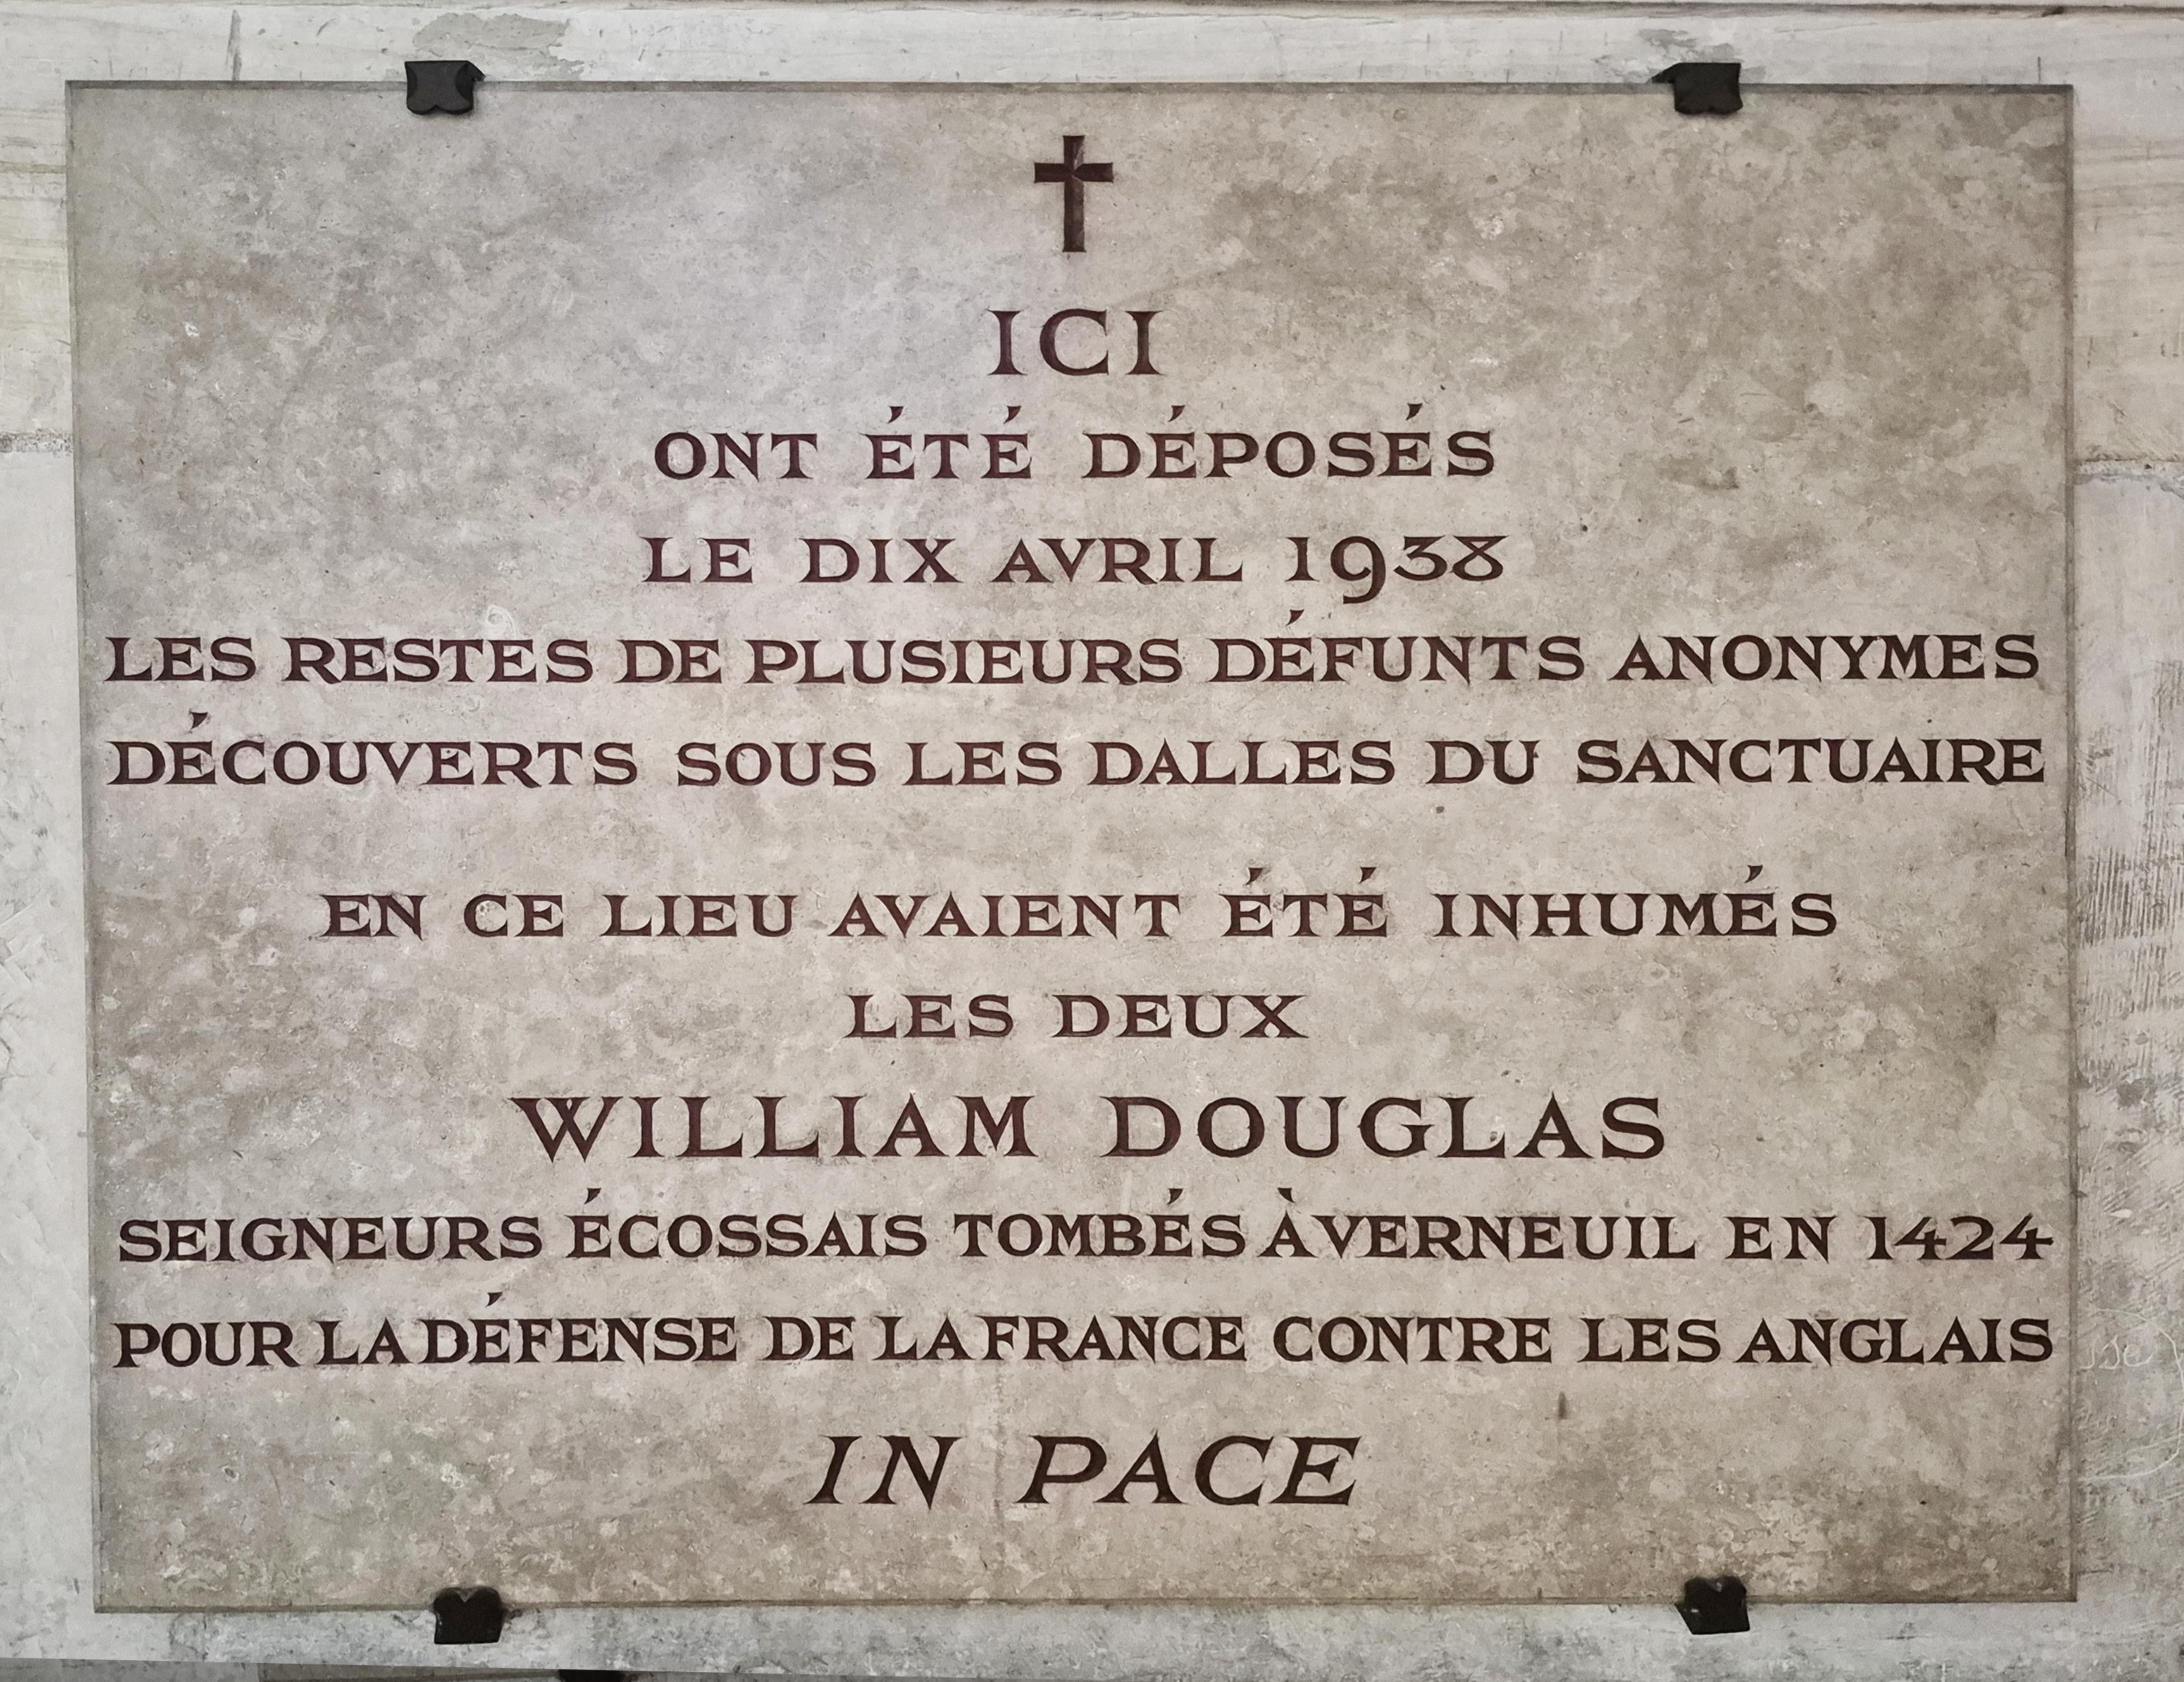 ICI
ONT ÉTÉ DÉPOSÉS
LE DIX AVRIL 1938
LES RESTES DE PLUSIEURS DÉFUNTS ANONYMES
DÉCOUVERTS SOUS LES DALLES DU SANCTUAIRE
EN CE LIEU AVAIENT ÉTÉ INHUMÉS
LES DEUX
WILLIAM DOUGLAS
SEIGNEURS ÉCOSSAIS TOMBÉS À VERNEUIL EN 1424
POUR LA DÉFENSE DE LA FRANCE CONTRE LES ANGLAIS
IN PACE